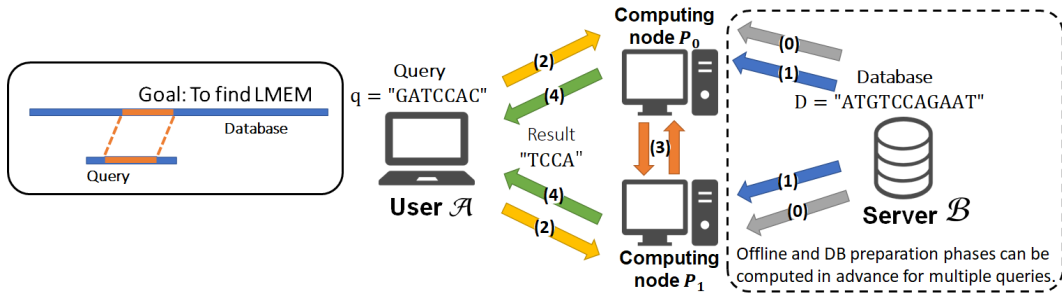 Goal: To find LMEM
Database
Query
Query
q = "GATCCAC"
User 𝒜
Result
"TCCA"
(2)
(4)
(4)
(2)
Computing
node P₀
(3)
Computing
node P₁
(0)
(1)
(1)
(0)
Database
D = "ATGTCCAGAAT"
Server ℬ
Offline and DB preparation phases can be
computed in advance for multiple queries.